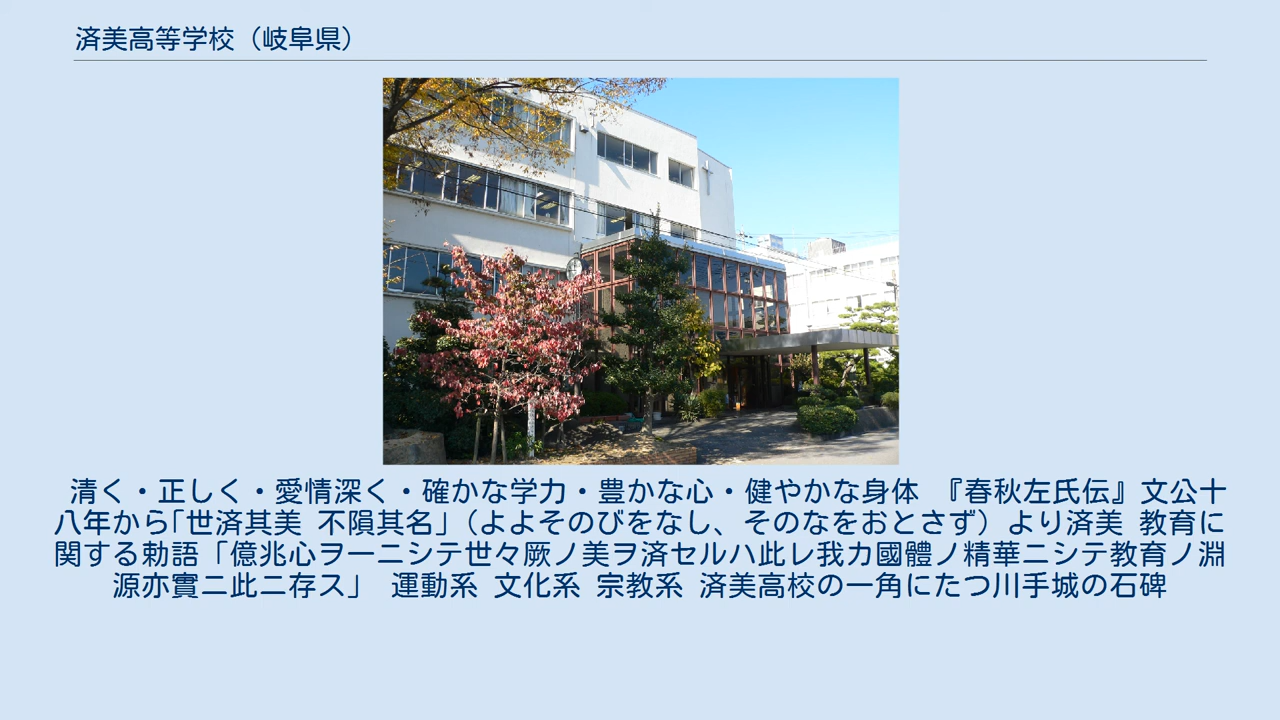 済美高等学校（岐阜県）
清く・正しく・愛情深く・確かな学力・豊かな心・健やかな身体 『春秋左氏伝』文公十
八年から｢世済其美 不隕其名｣（よよそのびをなし、そのなをおとさず）より済美 教育に
関する勅語「億兆心ヲ一ニシテ世々厥ノ美ヲ済セルハ此レ我カ國體ノ精華ニシテ教育ノ淵
源亦實ニ此ニ存ス」 運動系 文化系 宗教系 済美高校の一角にたつ川手城の石碑